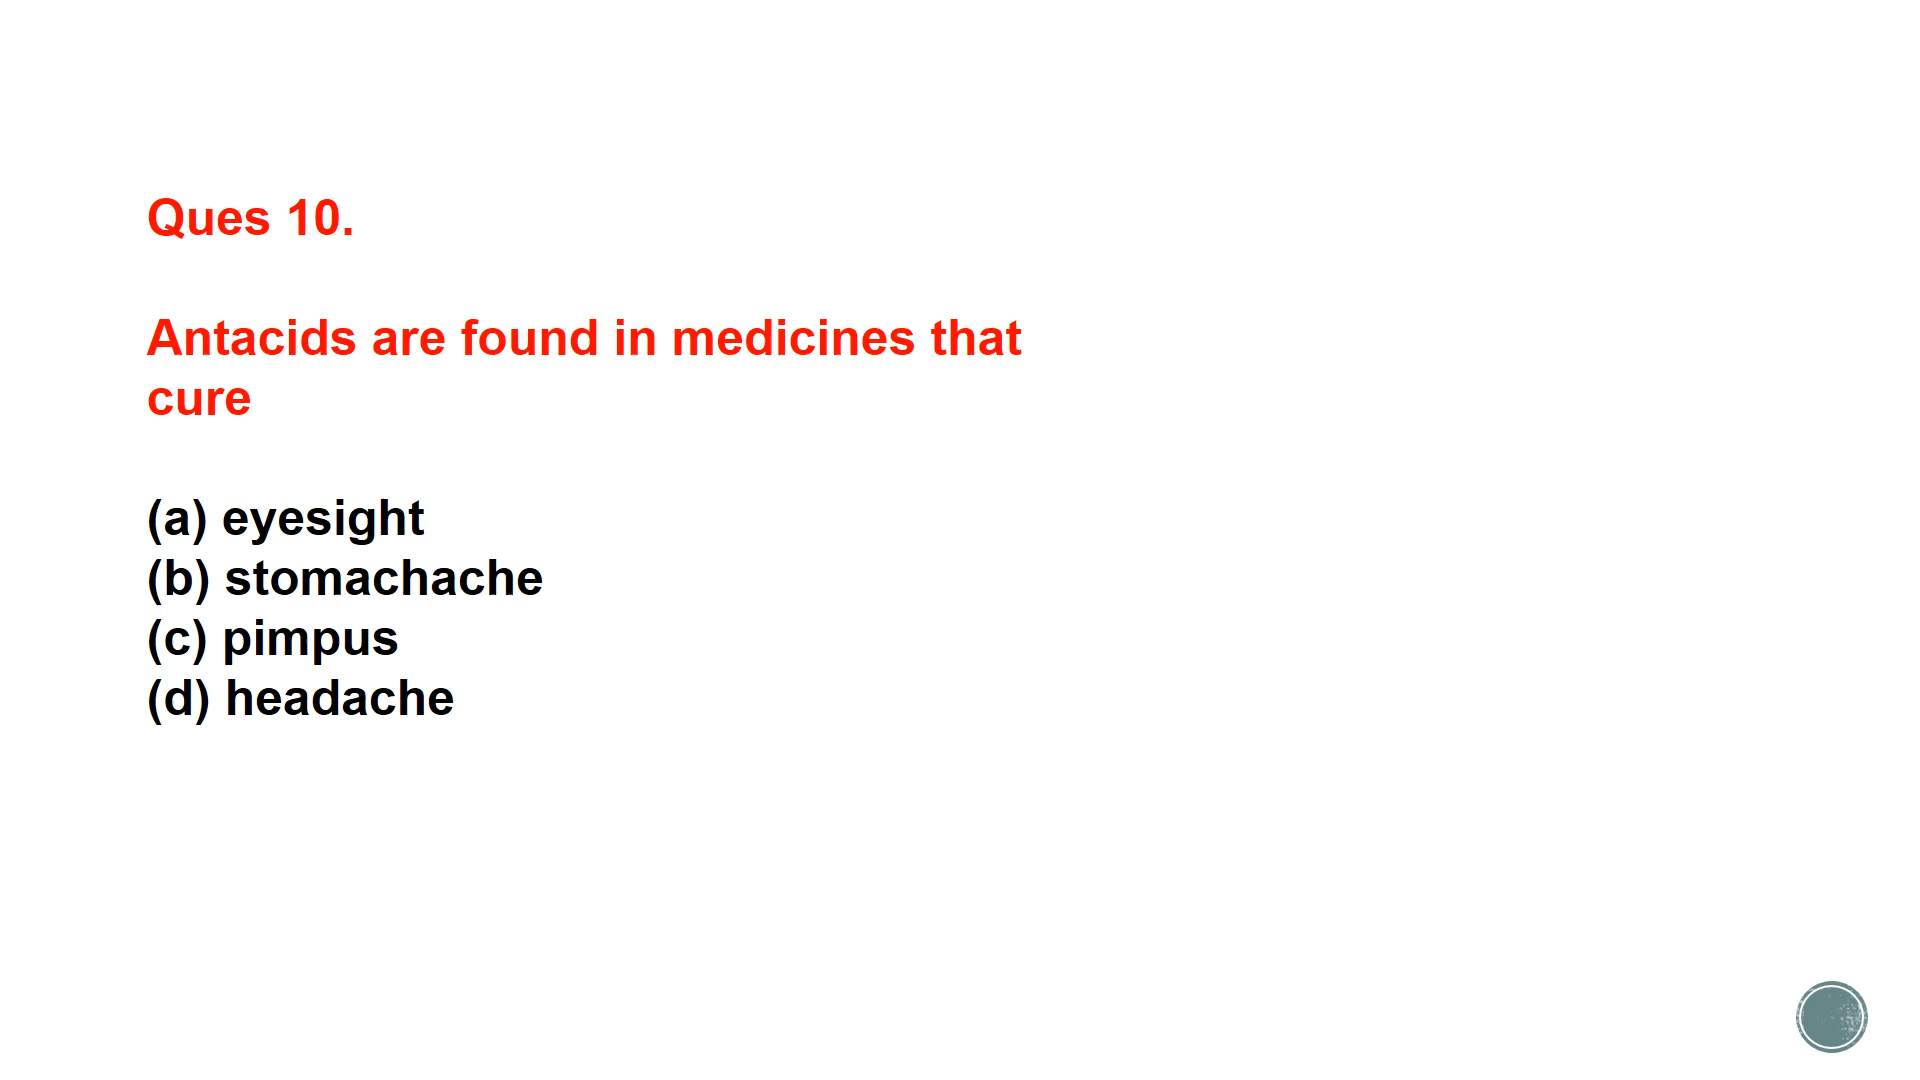 Ques 10.
Antacids are found in medicines that
cure
(a) eyesight
(b) stomachache
(c) pimpus
(d) headache